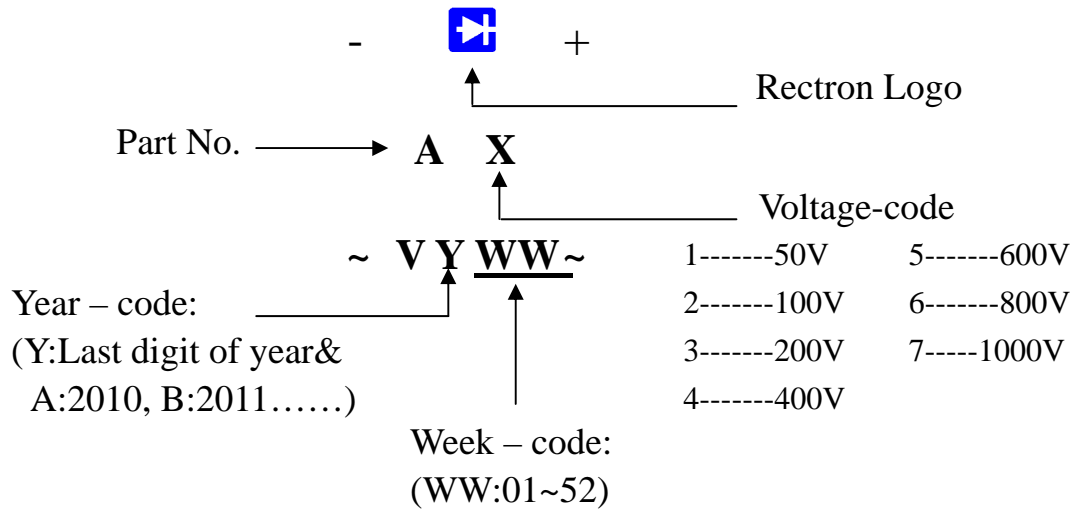 - +
Rectron Logo
Part No. A X
Voltage-code
~ V Y WW ~
1-------50V 5-------600V
Year – code:
2-------100V 6-------800V
(Y:Last digit of year&
3-------200V 7-----1000V
A:2010, B:2011……)
4-------400V
Week – code:
(WW:01~52)